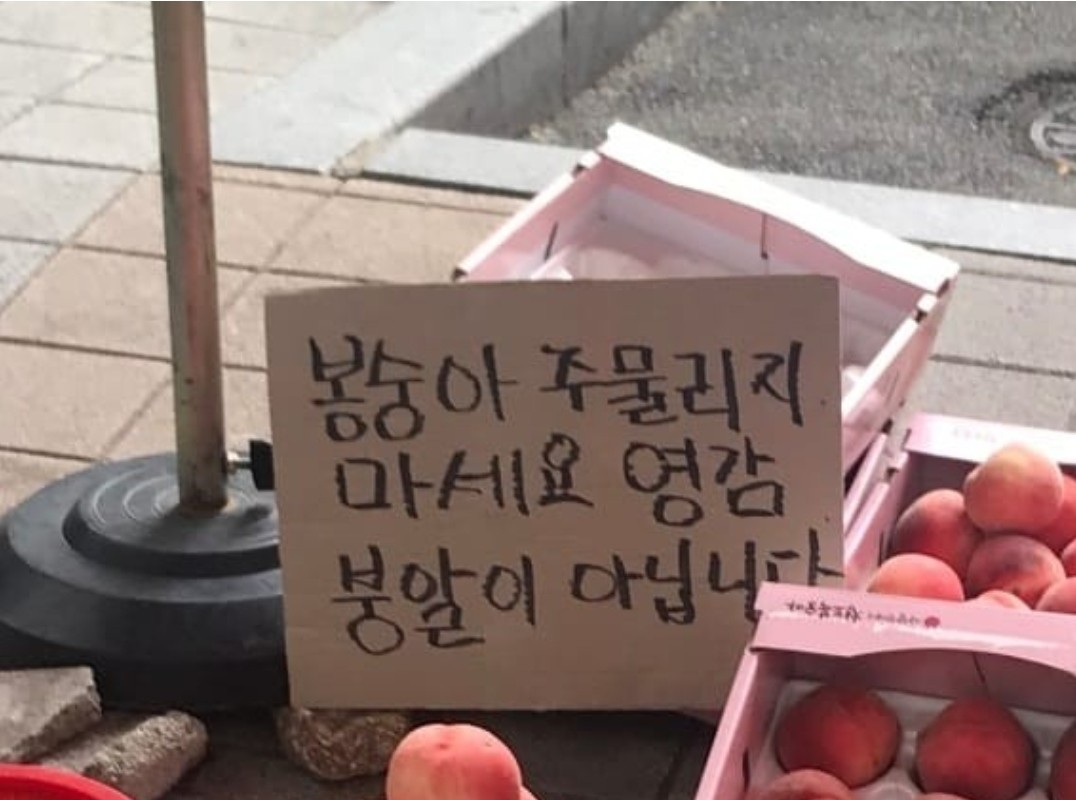 봉숭아 주물리지
마세요 영감
붕알이 아닙니다